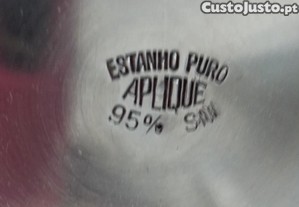 CustoJusto.pt
ESTANHO PURO
APLIQUE
.95%